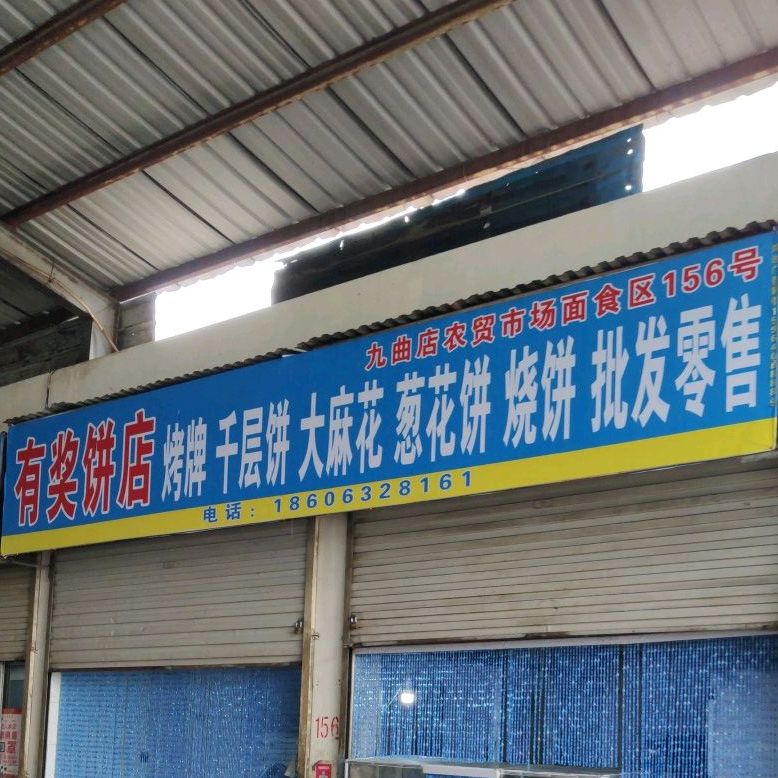 九曲店农贸市场面食区156号
有奖饼店 烤牌 千层饼 大麻花 葱花饼 烧饼 批发零售
电话：18606328161
156